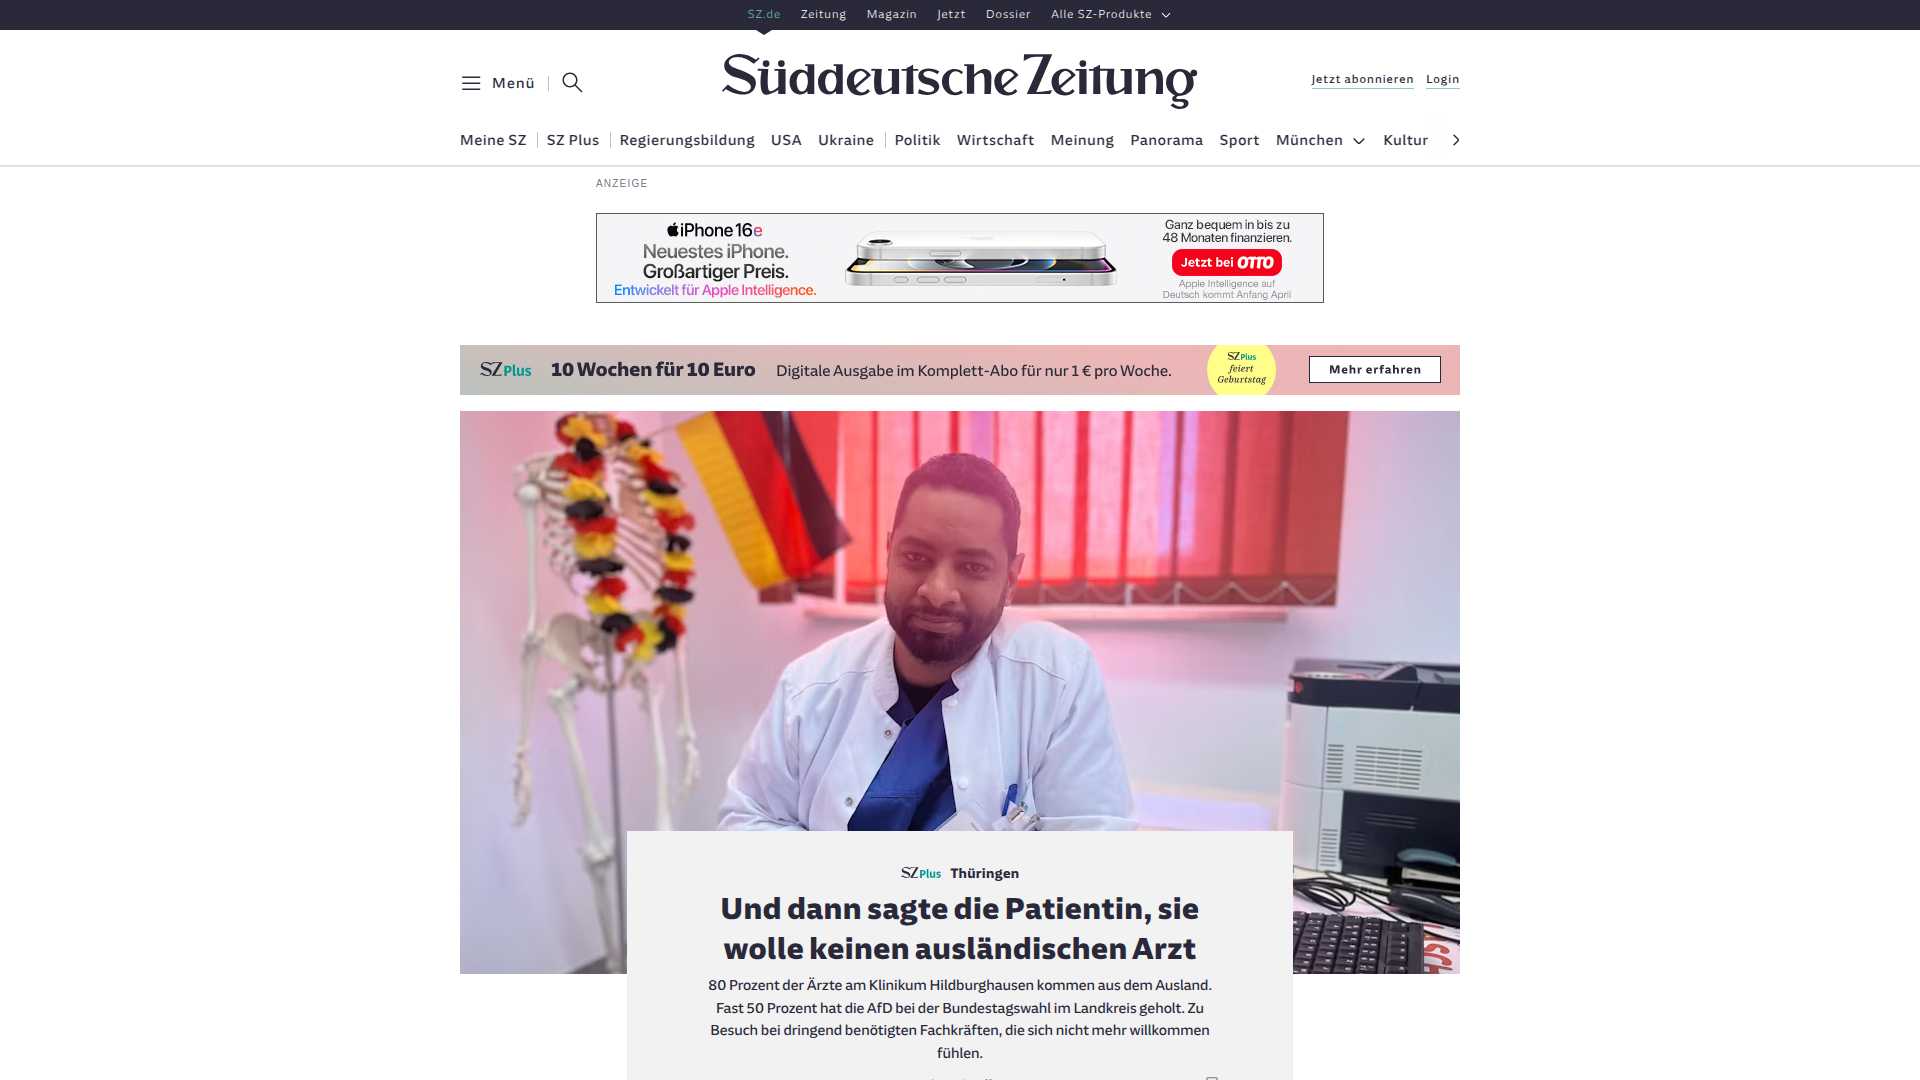 SZ.de Zeitung Magazin Jetzt Dossier Alle SZ-Produkte
Menü
Süddeutsche Zeitung
Jetzt abonnieren Login
Meine SZ SZ Plus Regierungsbildung USA Ukraine Politik Wirtschaft Meinung Panorama Sport München Kultur
ANZEIGE
iPhone 16e
Neuestes iPhone.
Großartiger Preis.
Entwickelt für Apple Intelligence.
Ganz bequem in bis zu
48 Monaten finanzieren.
Jetzt bei OTTO
Apple Intelligence auf
Deutsch kommt Anfang April
SZ Plus 10 Wochen für 10 Euro Digitale Ausgabe im Komplett-Abo für nur 1 € pro Woche.
SZ Plus
feiert
Geburtstag
Mehr erfahren
SZ Plus Thüringen
Und dann sagte die Patientin, sie
wolle keinen ausländischen Arzt
80 Prozent der Ärzte am Klinikum Hildburghausen kommen aus dem Ausland.
Fast 50 Prozent hat die AfD bei der Bundestagswahl im Landkreis geholt. Zu
Besuch bei dringend benötigten Fachkräften, die sich nicht mehr willkommen
fühlen.